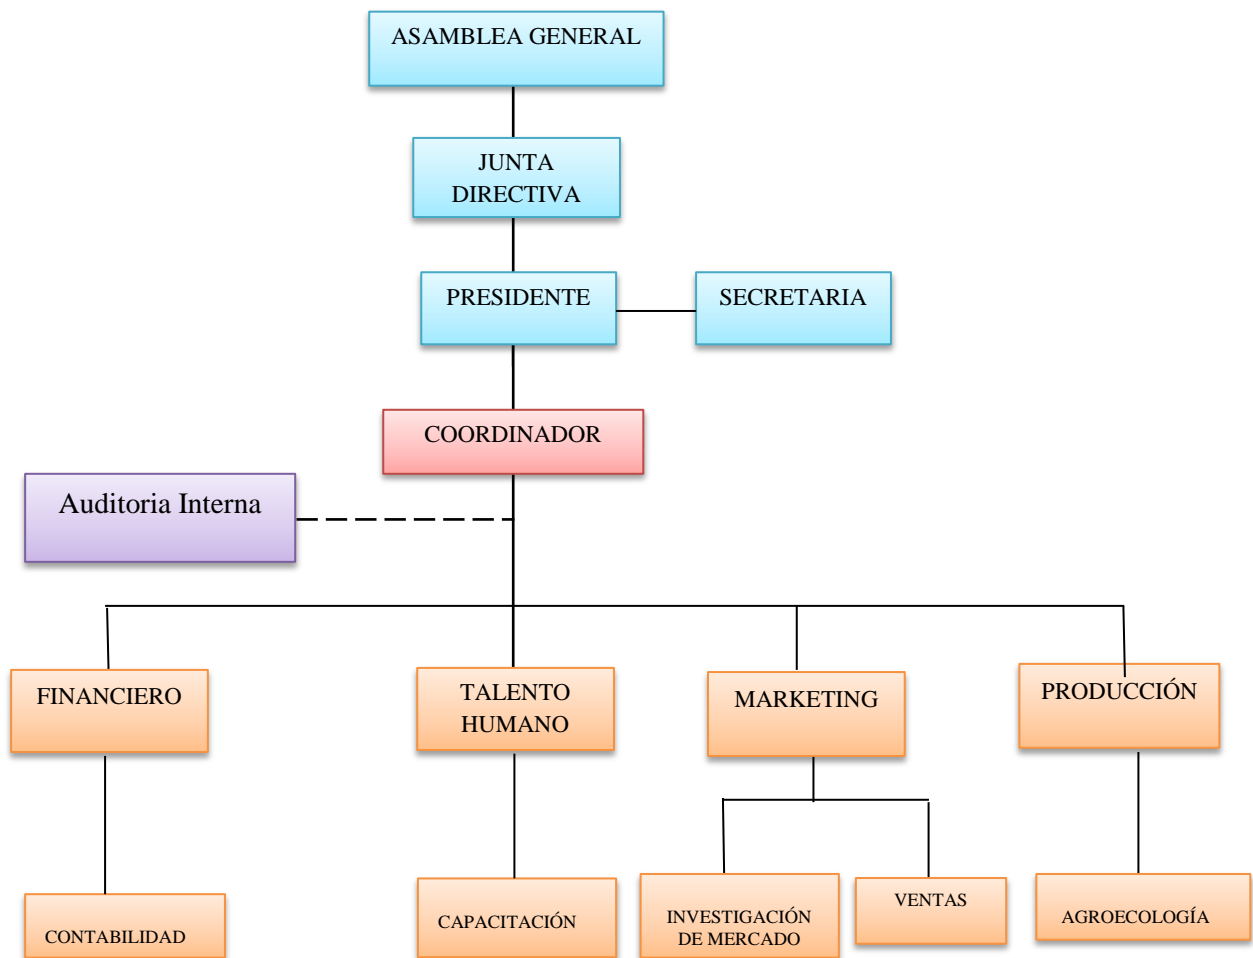 ASAMBLEA GENERAL
JUNTA
DIRECTIVA
PRESIDENTE
SECRETARIA
COORDINADOR
Auditoria Interna
FINANCIERO
TALENTO
HUMANO
MARKETING
PRODUCCIÓN
CONTABILIDAD
CAPACITACIÓN
INVESTIGACIÓN
DE MERCADO
VENTAS
AGROECOLOGÍA